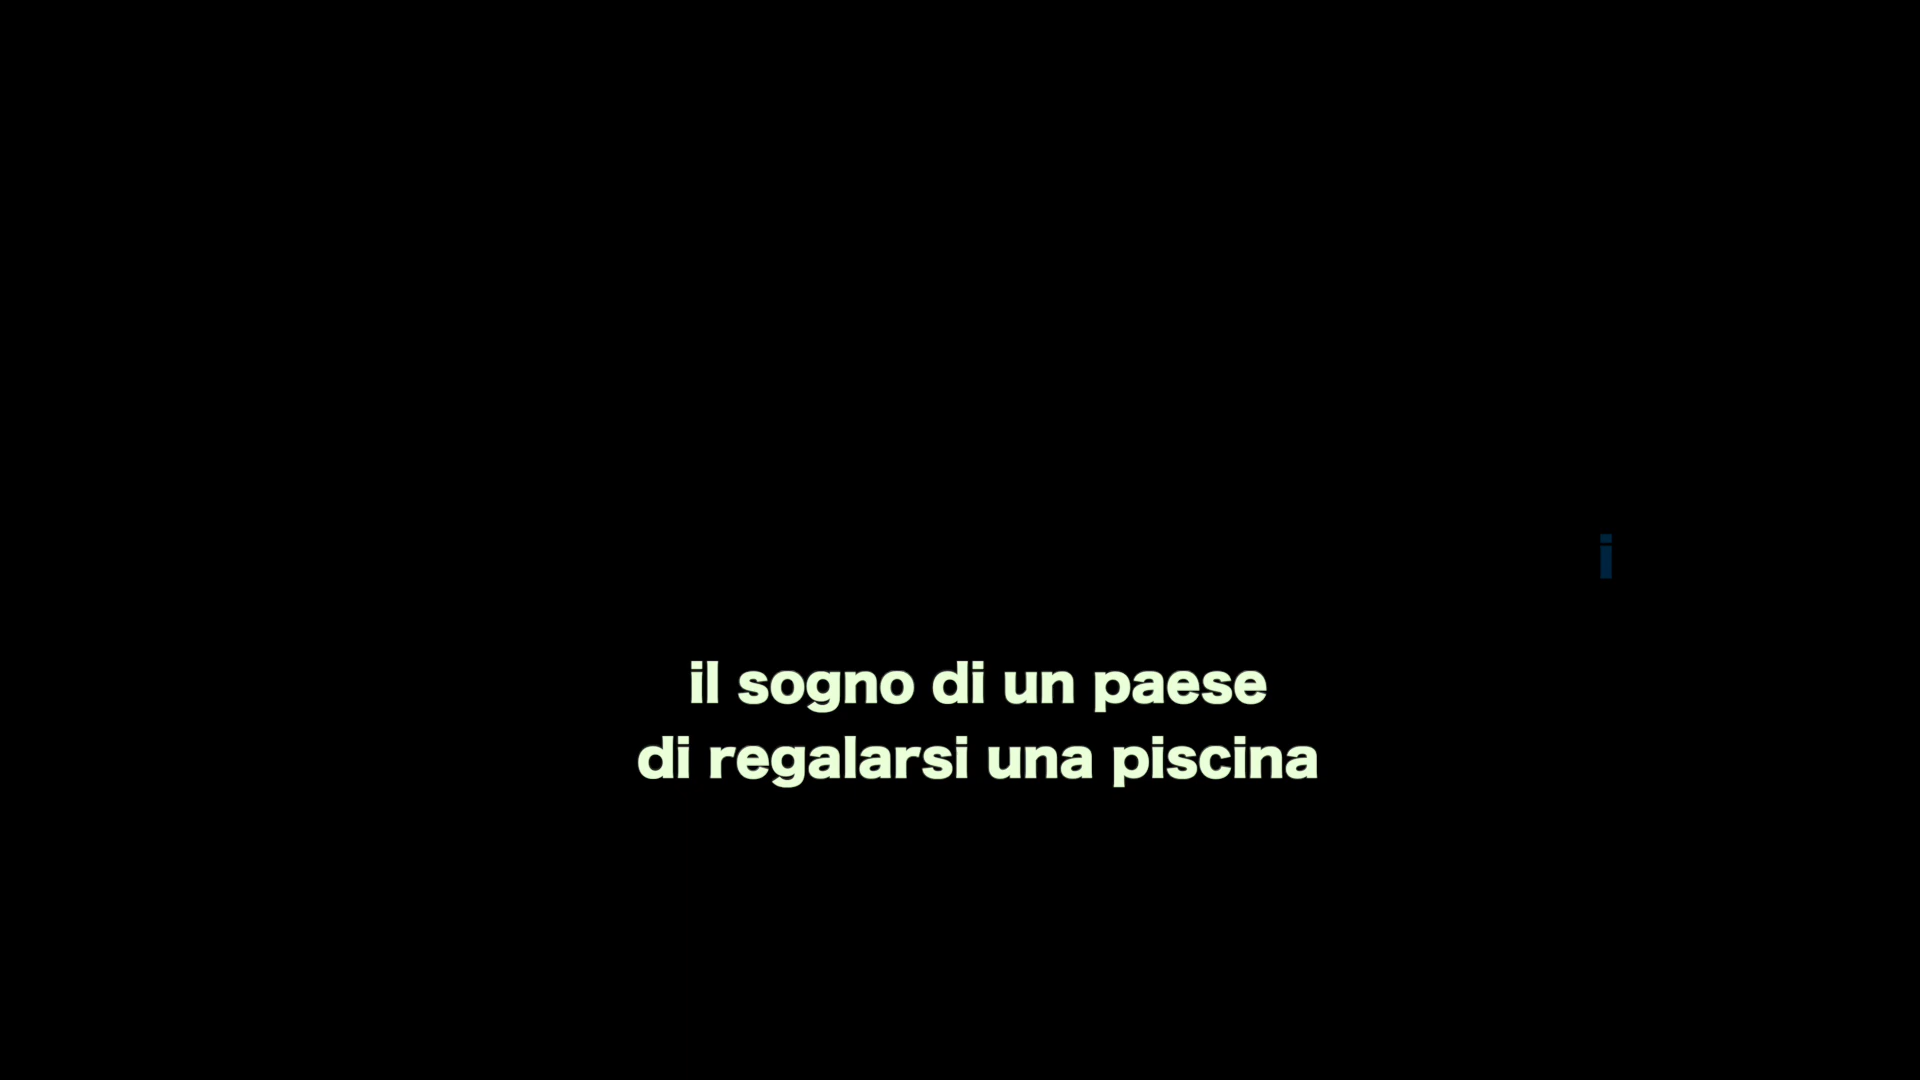 i
il sogno di un paese
di regalarsi una piscina